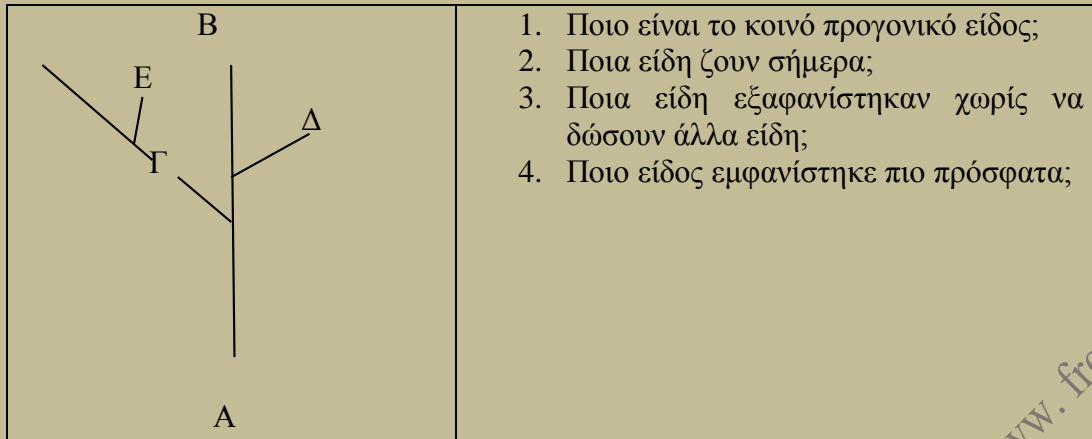 Β
Ε
Δ
Γ
Α
1. Ποιο είναι το κοινό προγονικό είδος;
2. Ποια είδη ζουν σήμερα;
3. Ποια είδη εξαφανίστηκαν χωρίς να
δώσουν άλλα είδη;
4. Ποιο είδος εμφανίστηκε πιο πρόσφατα;